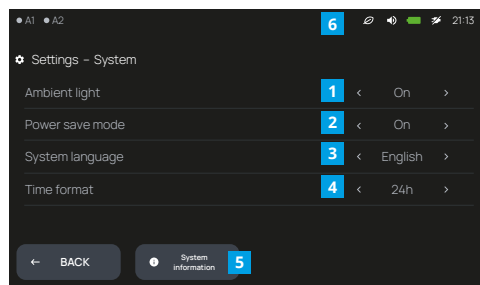 A1 A2 6 21:13
Settings – System
Ambient light 1 < On >
Power save mode 2 < On >
System language 3 < English >
Time format 4 < 24h >
← BACK System information 5